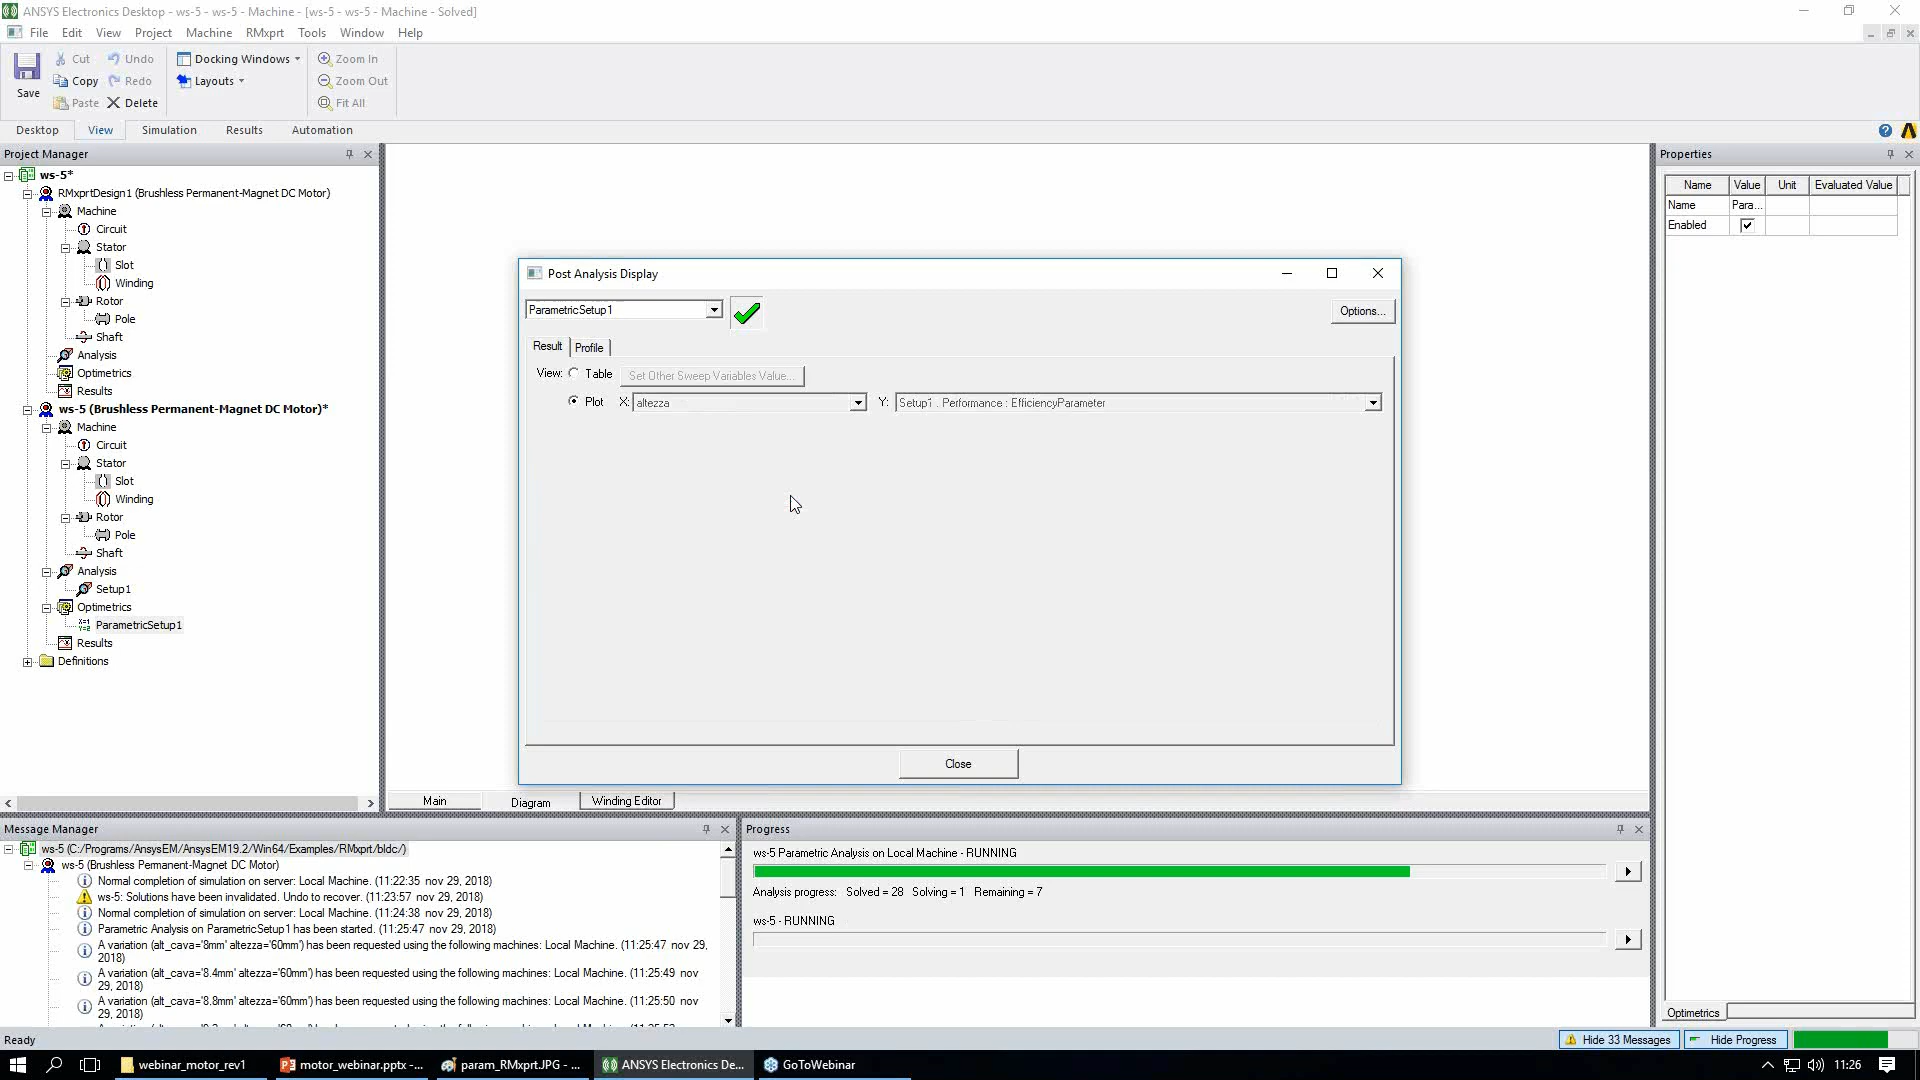 ANSYS Electronics Desktop - ws-5 - ws-5 - Machine - [ws-5 - ws-5 - Machine - Solved]
File Edit View Project Machine RMxprt Tools Window Help
Save
Cut Undo
Copy Redo
Paste Delete
Docking Windows
Layouts
Zoom In
Zoom Out
Fit All
Desktop View Simulation Results Automation
Project Manager
ws-5*
RMxprtDesign1 (Brushless Permanent-Magnet DC Motor)
Machine
Circuit
Stator
Slot
Winding
Rotor
Pole
Shaft
Analysis
Optimetrics
Results
ws-5 (Brushless Permanent-Magnet DC Motor)*
Machine
Circuit
Stator
Slot
Winding
Rotor
Pole
Shaft
Analysis
Setup1
Optimetrics
ParametricSetup1
Results
Definitions
Post Analysis Display
ParametricSetup1
Options...
Result Profile
View: Table Set Other Sweep Variables Value...
Plot X: altezza Y: Setup1 . Performance : EfficiencyParameter
Close
Main Diagram Winding Editor
Properties
Name Value Unit Evaluated Value
Name Para...
Enabled
Optimetrics
Message Manager
ws-5 (C:/Programs/AnsysEM/AnsysEM19.2/Win64/Examples/RMxprt/bldc/)
ws-5 (Brushless Permanent-Magnet DC Motor)
Normal completion of simulation on server: Local Machine. (11:22:35 nov 29, 2018)
ws-5: Solutions have been invalidated. Undo to recover. (11:23:57 nov 29, 2018)
Normal completion of simulation on server: Local Machine. (11:24:38 nov 29, 2018)
Parametric Analysis on ParametricSetup1 has been started. (11:25:47 nov 29, 2018)
A variation (alt_cava='8mm' altezza='60mm') has been requested using the following machines: Local Machine. (11:25:47 nov 29,
2018)
A variation (alt_cava='8.4mm' altezza='60mm') has been requested using the following machines: Local Machine. (11:25:49 nov
29, 2018)
A variation (alt_cava='8.8mm' altezza='60mm') has been requested using the following machines: Local Machine. (11:25:50 nov
29, 2018)
Progress
ws-5 Parametric Analysis on Local Machine - RUNNING
Analysis progress: Solved = 28 Solving = 1 Remaining = 7
ws-5 - RUNNING
Ready
Hide 33 Messages Hide Progress
webinar_motor_rev1 motor_webinar.pptx -... param_RMxprt.JPG - ... ANSYS Electronics De... GoToWebinar 11:26